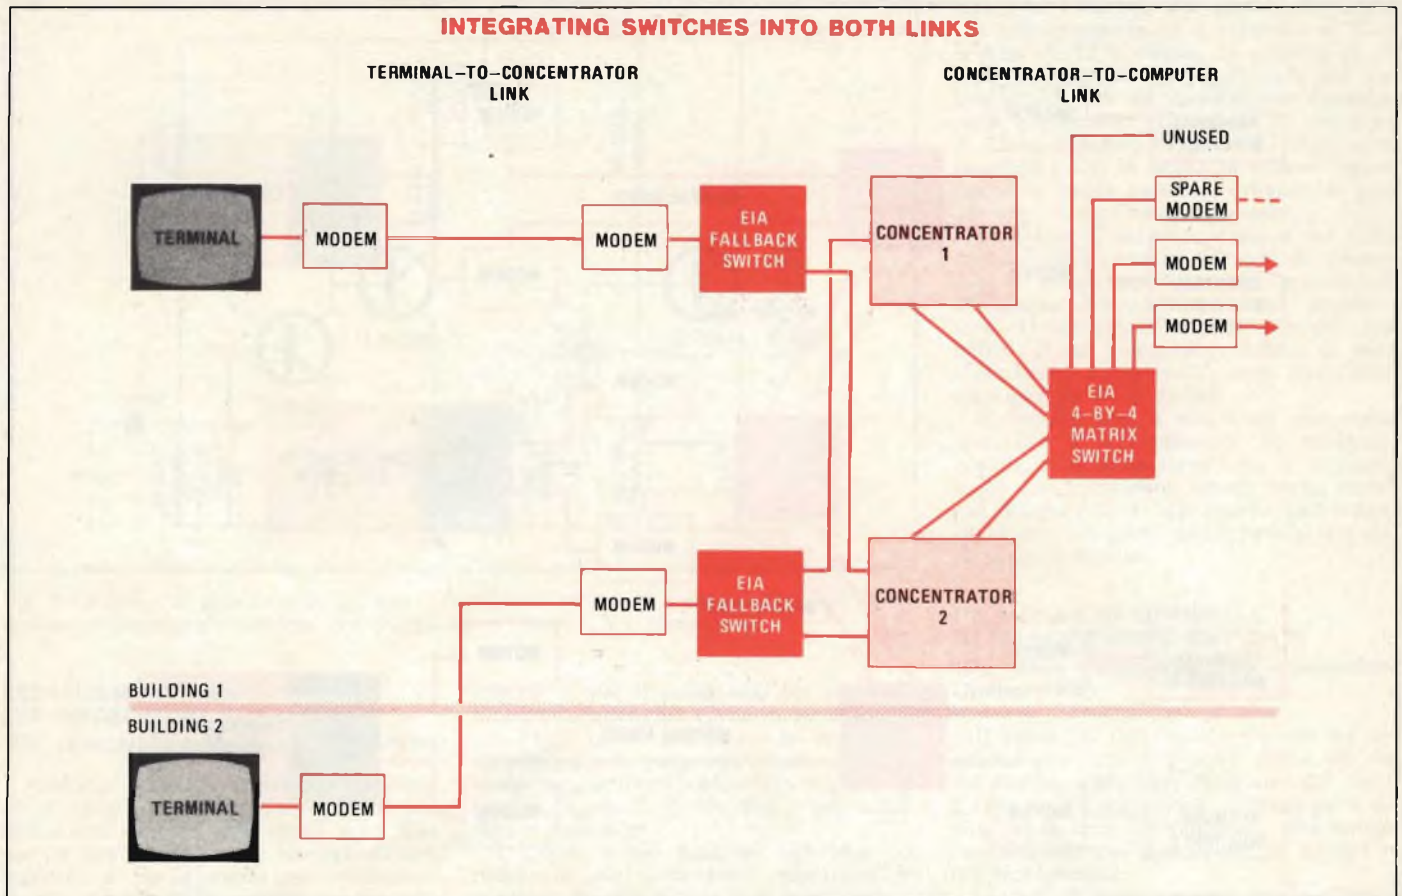 INTEGRATING SWITCHES INTO BOTH LINKS
TERMINAL-TO-CONCENTRATOR
LINK
CONCENTRATOR-TO-COMPUTER
LINK
UNUSED
SPARE
MODEM
TERMINAL
MODEM
MODEM
EIA
FALLBACK
SWITCH
CONCENTRATOR
1
MODEM
MODEM
EIA
4-BY-4
MATRIX
SWITCH
MODEM
EIA
FALLBACK
SWITCH
CONCENTRATOR
2
BUILDING 1
BUILDING 2
TERMINAL
MODEM